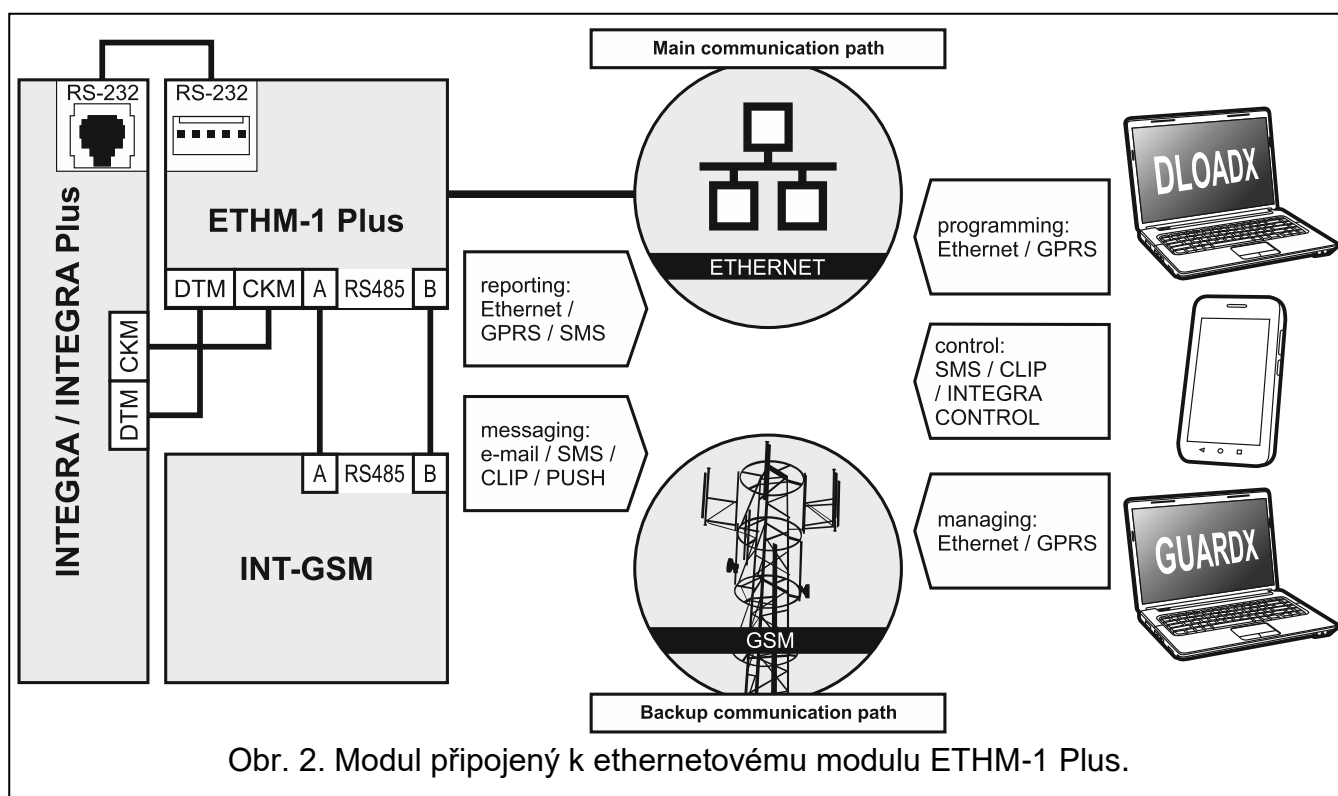 Main communication path
RS-232
RS-232
INTEGRA / INTEGRA Plus
ETHM-1 Plus
DTM
CKM
A
RS485
B
CKM
DTM
A
RS485
B
INT-GSM
ETHERNET
reporting:
Ethernet /
GPRS / SMS
messaging:
e-mail / SMS /
CLIP / PUSH
GSM
Backup communication path
programming:
Ethernet / GPRS
control:
SMS / CLIP
/ INTEGRA
CONTROL
managing:
Ethernet / GPRS
DLOADX
GUARDX
Obr. 2. Modul připojený k ethernetovému modulu ETHM-1 Plus.